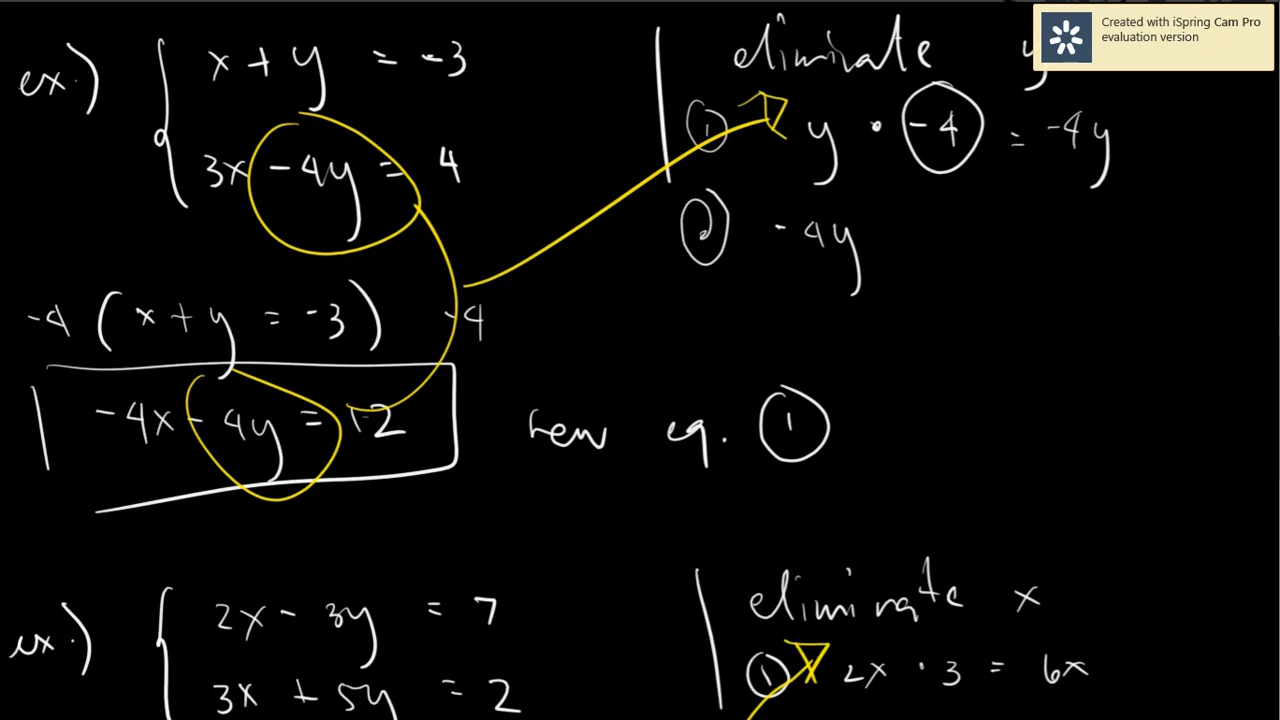 ex.) x + y = -3
3x - 4y = 4
-4 ( x + y = -3 ) -4
-4x - 4y = 12
new eq. ①
eliminate y
① y · -4 = -4y
② -4y
ex.) 2x - 3y = 7
3x + 5y = 2
eliminate x
① 2x · 3 = 6x
Created with iSpring Cam Pro
evaluation version